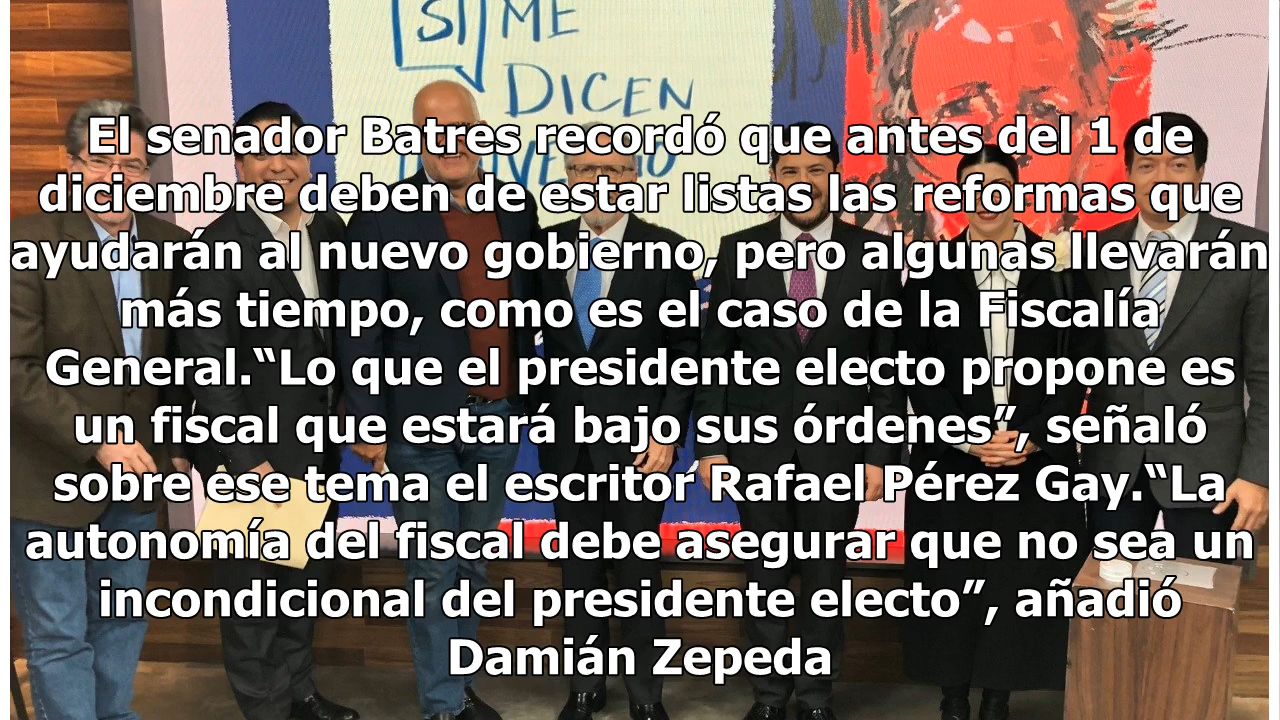 SI ME
DICEN
El senador Batres recordó que antes del 1 de
diciembre deben de estar listas las reformas que
ayudarán al nuevo gobierno, pero algunas llevarán
más tiempo, como es el caso de la Fiscalía
General.“Lo que el presidente electo propone es
un fiscal que estará bajo sus órdenes”, señaló
sobre ese tema el escritor Rafael Pérez Gay.“La
autonomía del fiscal debe asegurar que no sea un
incondicional del presidente electo”, añadió
Damián Zepeda